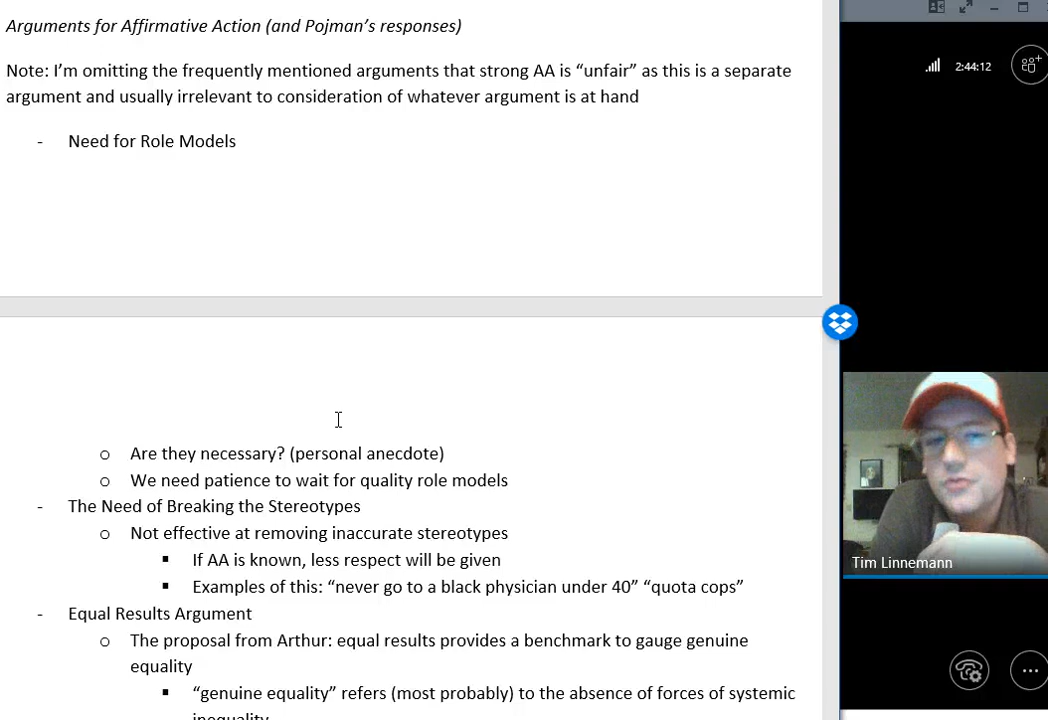 Arguments for Affirmative Action (and Pojman's responses)
Note: I'm omitting the frequently mentioned arguments that strong AA is “unfair” as this is a separate
argument and usually irrelevant to consideration of whatever argument is at hand
- Need for Role Models
o Are they necessary? (personal anecdote)
o We need patience to wait for quality role models
- The Need of Breaking the Stereotypes
o Not effective at removing inaccurate stereotypes
▪ If AA is known, less respect will be given
▪ Examples of this: “never go to a black physician under 40” “quota cops”
- Equal Results Argument
o The proposal from Arthur: equal results provides a benchmark to gauge genuine
equality
▪ “genuine equality” refers (most probably) to the absence of forces of systemic
inequality
2:44:12
Tim Linnemann